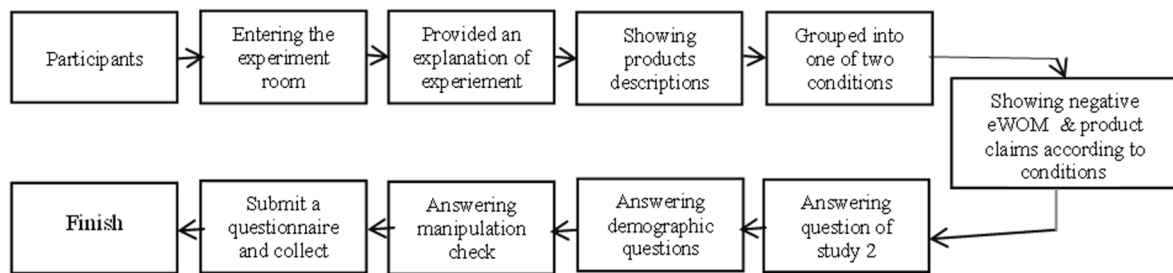 Participants
Entering the
experiment
room
Provided an
explanation of
experiement
Showing
products
descriptions
Grouped into
one of two
conditions
Showing negative
eWOM & product
claims according to
conditions
Answering
question of
study 2
Answering
demographic
questions
Answering
manipulation
check
Submit a
questionnaire
and collect
Finish